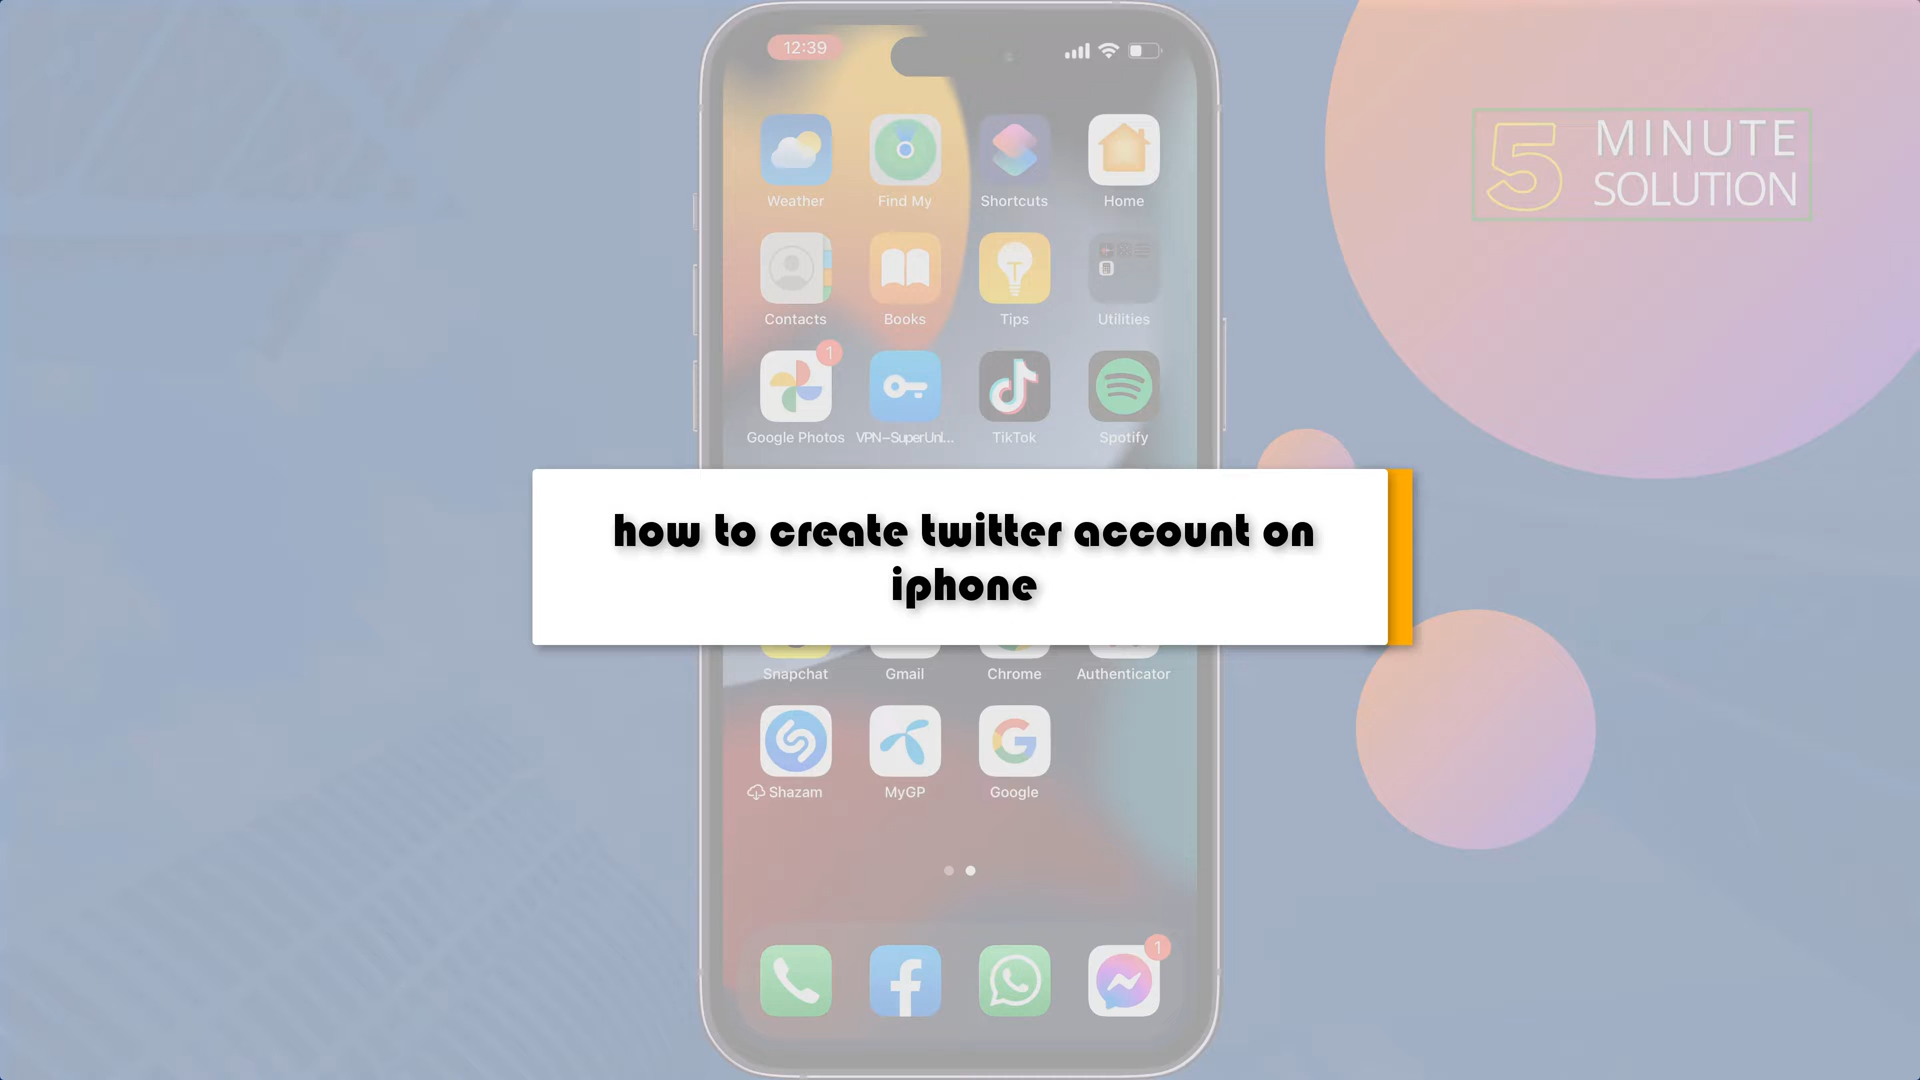 12:39
5 MINUTE
SOLUTION
Weather Find My Shortcuts Home
Contacts Books Tips Utilities
1
Google Photos VPN-SuperUnl... TikTok Spotify
how to create twitter account on
iphone
Snapchat Gmail Chrome Authenticator
Shazam MyGP Google
1